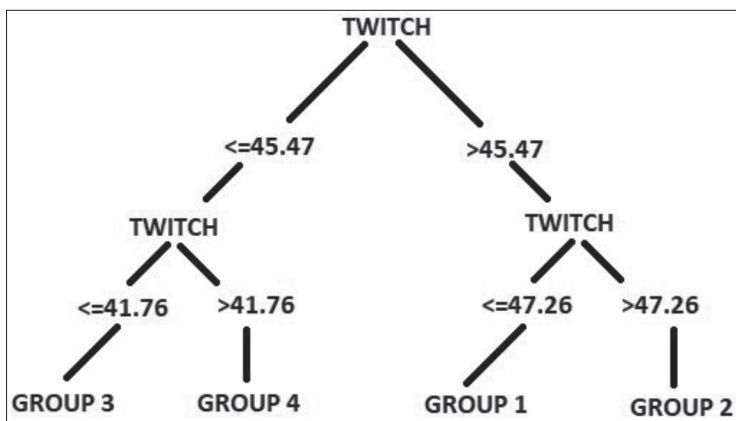 TWITCH
<=45.47 >45.47
TWITCH TWITCH
<=41.76 >41.76 <=47.26 >47.26
GROUP 3 GROUP 4 GROUP 1 GROUP 2